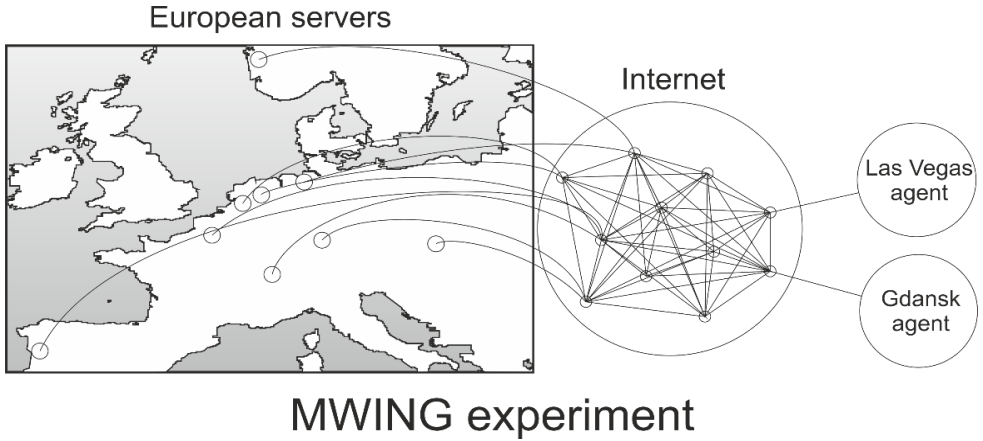 European servers
Internet
Las Vegas
agent
Gdansk
agent
MWING experiment